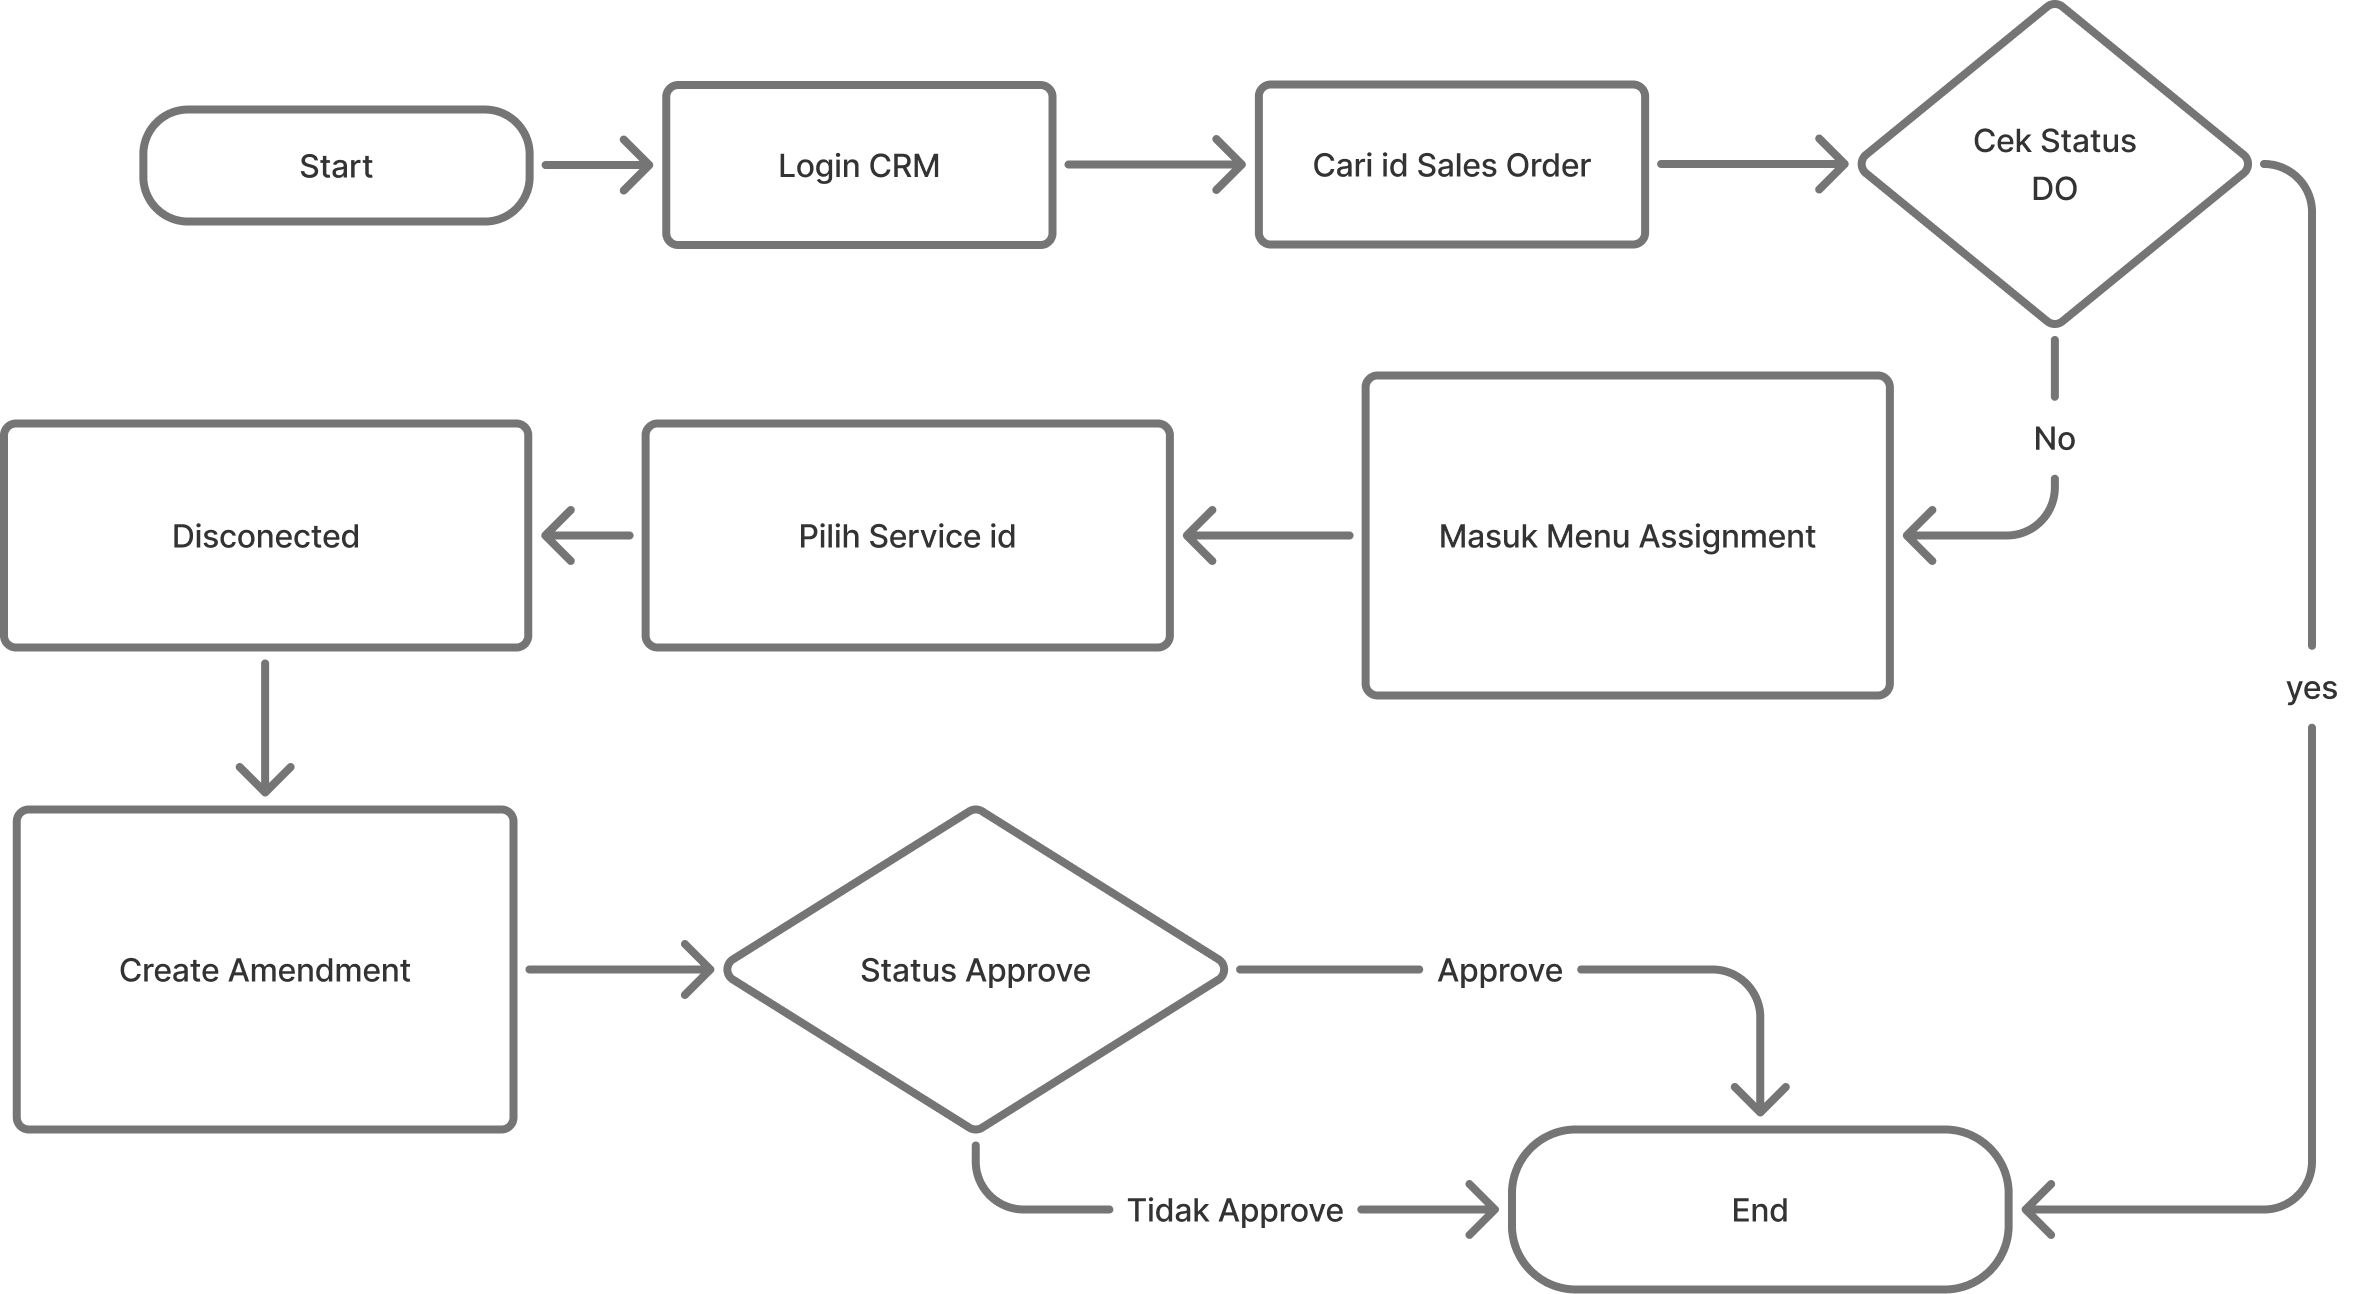 Start
Login CRM
Cari id Sales Order
Cek Status
DO
No
yes
Masuk Menu Assignment
Pilih Service id
Disconected
Create Amendment
Status Approve
Approve
Tidak Approve
End